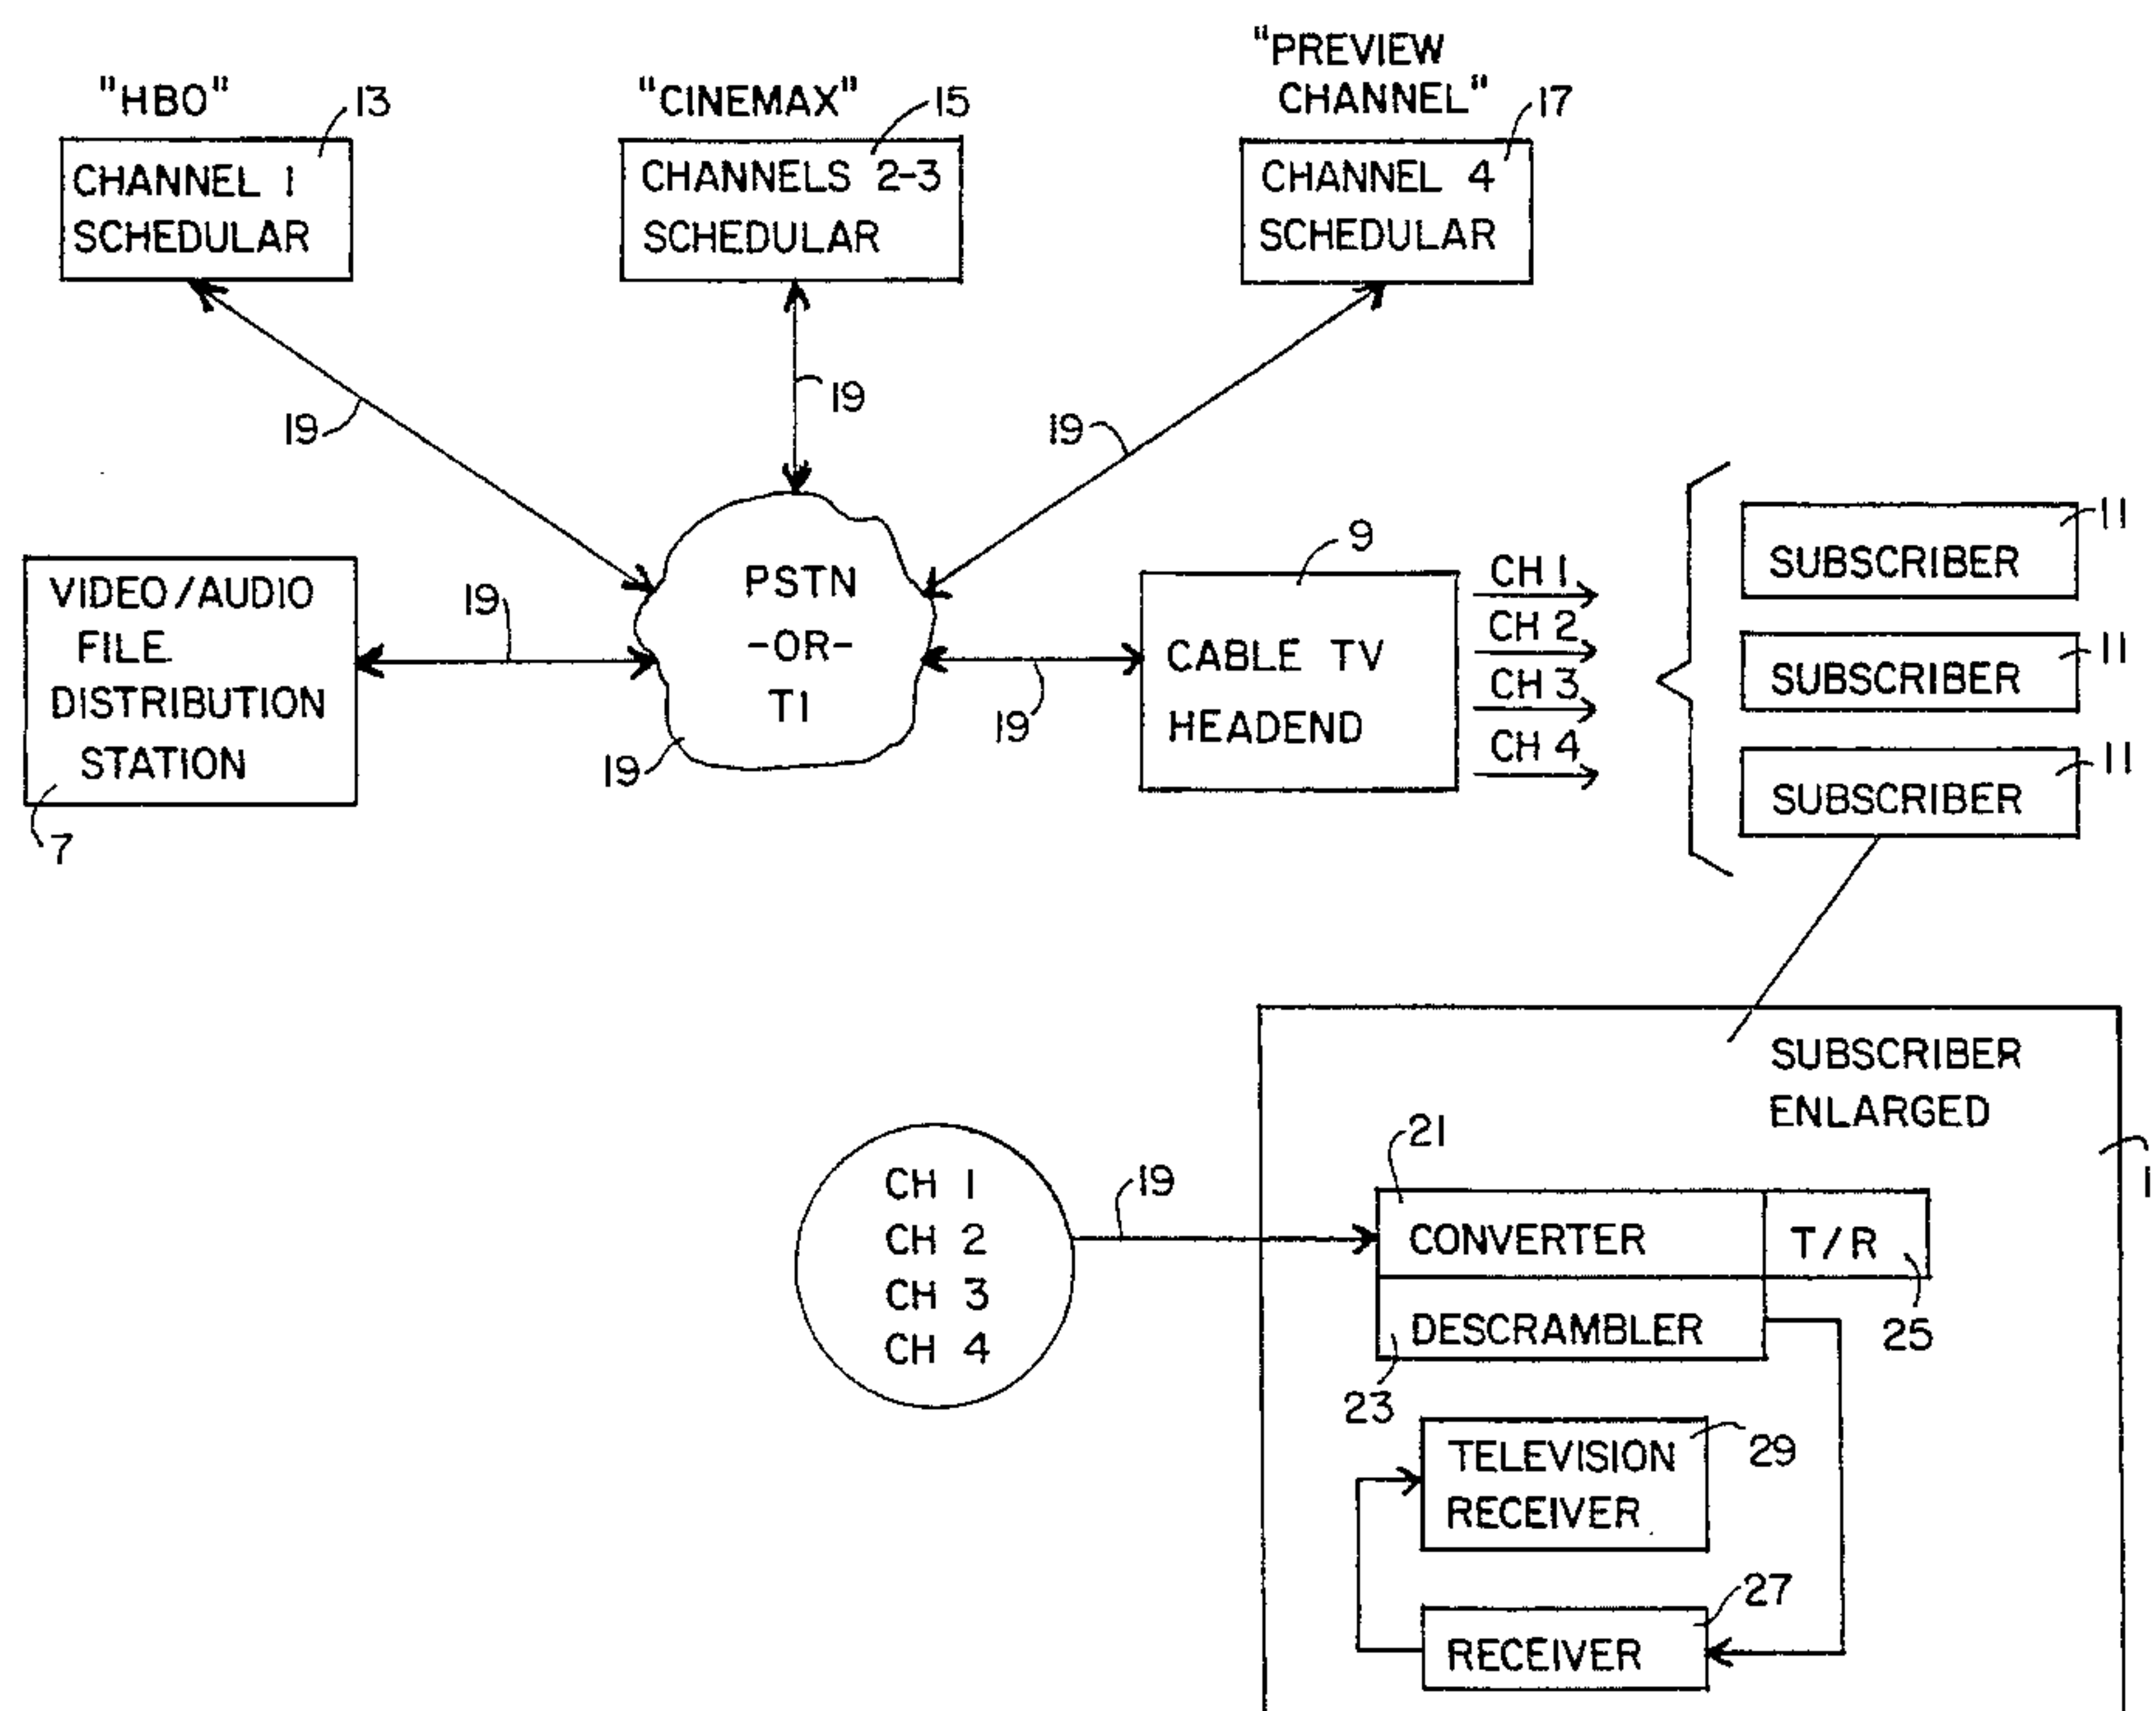 "HBO"
13
CHANNEL 1
SCHEDULAR
"CINEMAX"
15
CHANNELS 2-3
SCHEDULAR
"PREVIEW
CHANNEL"
17
CHANNEL 4
SCHEDULAR
19
19
19
VIDEO/AUDIO
FILE
DISTRIBUTION
STATION
7
19
PSTN
-OR-
T1
19
19
9
CABLE TV
HEADEND
CH 1
CH 2
CH 3
CH 4
SUBSCRIBER
11
SUBSCRIBER
11
SUBSCRIBER
11
SUBSCRIBER
ENLARGED
CH 1
CH 2
CH 3
CH 4
19
21
CONVERTER
T/R
25
DESCRAMBLER
23
TELEVISION
RECEIVER
29
27
RECEIVER